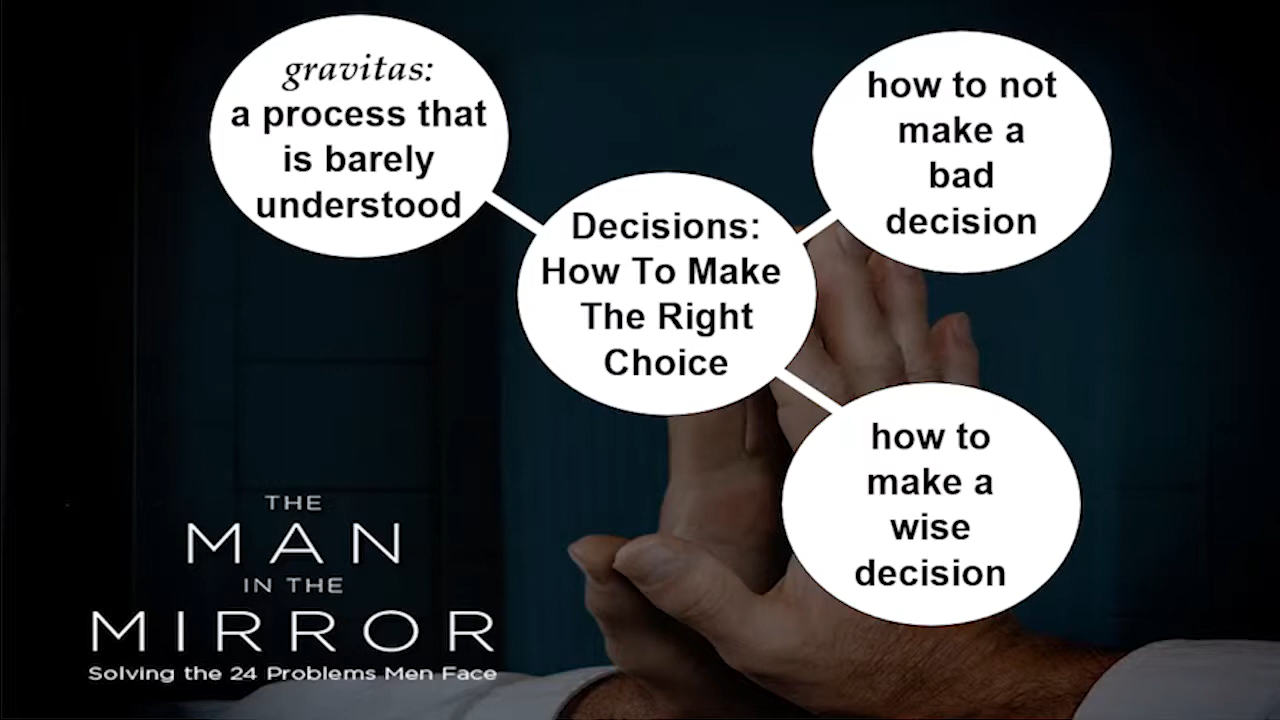 gravitas:
a process that
is barely
understood
how to not
make a
bad
decision
Decisions:
How To Make
The Right
Choice
how to
make a
wise
decision
THE
MAN
IN THE
MIRROR
Solving the 24 Problems Men Face